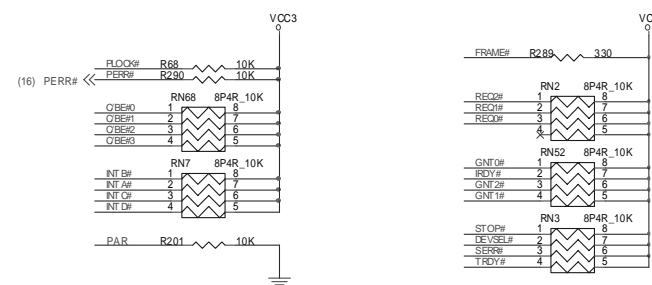 VCC3
PLOCK# R68 10K
(16) PERR# PERR# R290 10K
RN68 8P4R_10K
C/BE#0 1 8
C/BE#1 2 7
C/BE#2 3 6
C/BE#3 4 5
RN7 8P4R_10K
INTB# 1 8
INTA# 2 7
INTC# 3 6
INTD# 4 5
PAR R201 10K
VC
FRAME# R289 330
RN2 8P4R_10K
REQ2# 1 8
REQ1# 2 7
REQ0# 3 6
4 5
RN52 8P4R_10K
GNT0# 1 8
IRDY# 2 7
GNT2# 3 6
GNT1# 4 5
RN3 8P4R_10K
STOP# 1 8
DEVSEL# 2 7
SERR# 3 6
TRDY# 4 5